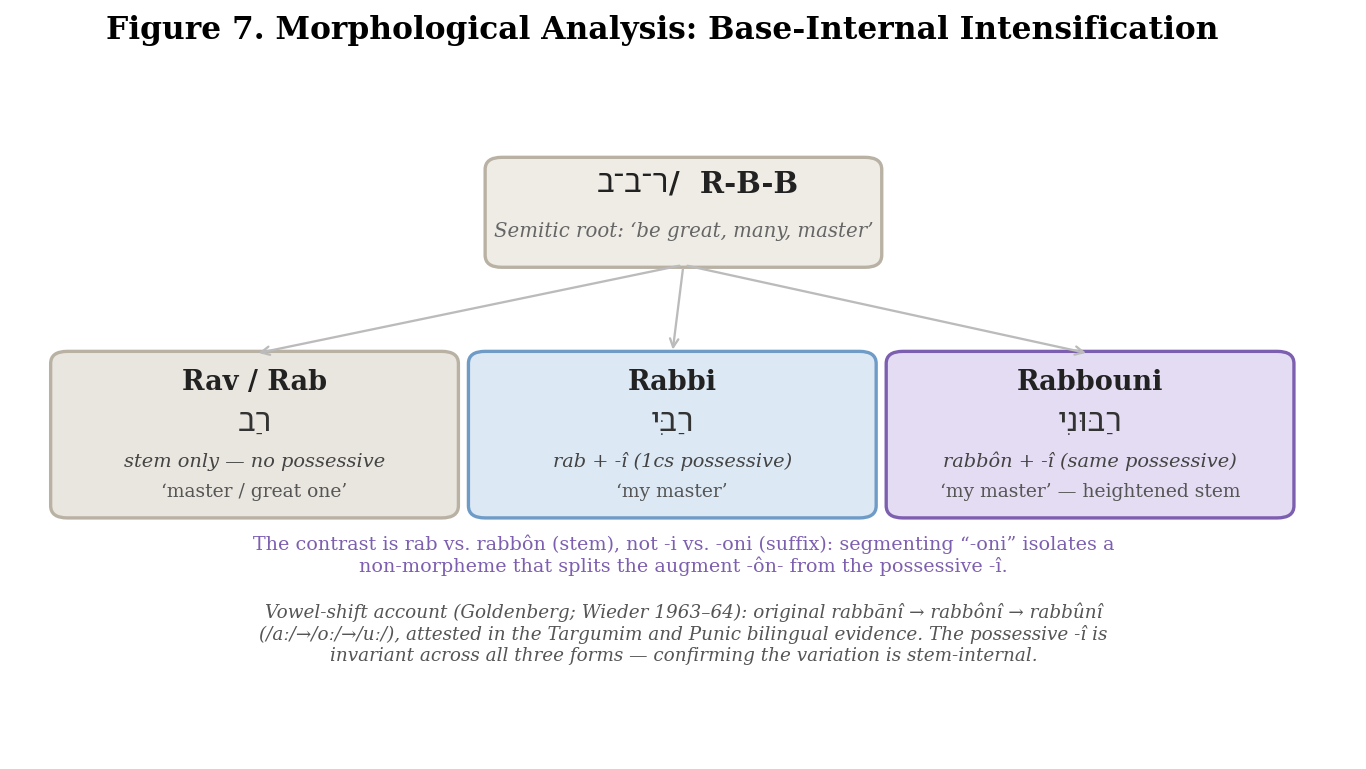 Figure 7. Morphological Analysis: Base-Internal Intensification
ר־ב־ב/ R-B-B
Semitic root: ‘be great, many, master’
Rav / Rab
רַב
stem only — no possessive
‘master / great one’
Rabbi
רַבִּי
rab + -î (1cs possessive)
‘my master’
Rabbouni
רַבּוּנִי
rabbôn + -î (same possessive)
‘my master’ — heightened stem
The contrast is rab vs. rabbôn (stem), not -i vs. -oni (suffix): segmenting “-oni” isolates a
non-morpheme that splits the augment -ôn- from the possessive -î.
Vowel-shift account (Goldenberg; Wieder 1963–64): original rabbānî → rabbônî → rabbûnî
(/aː/→/oː/→/uː/), attested in the Targumim and Punic bilingual evidence. The possessive -î is
invariant across all three forms — confirming the variation is stem-internal.